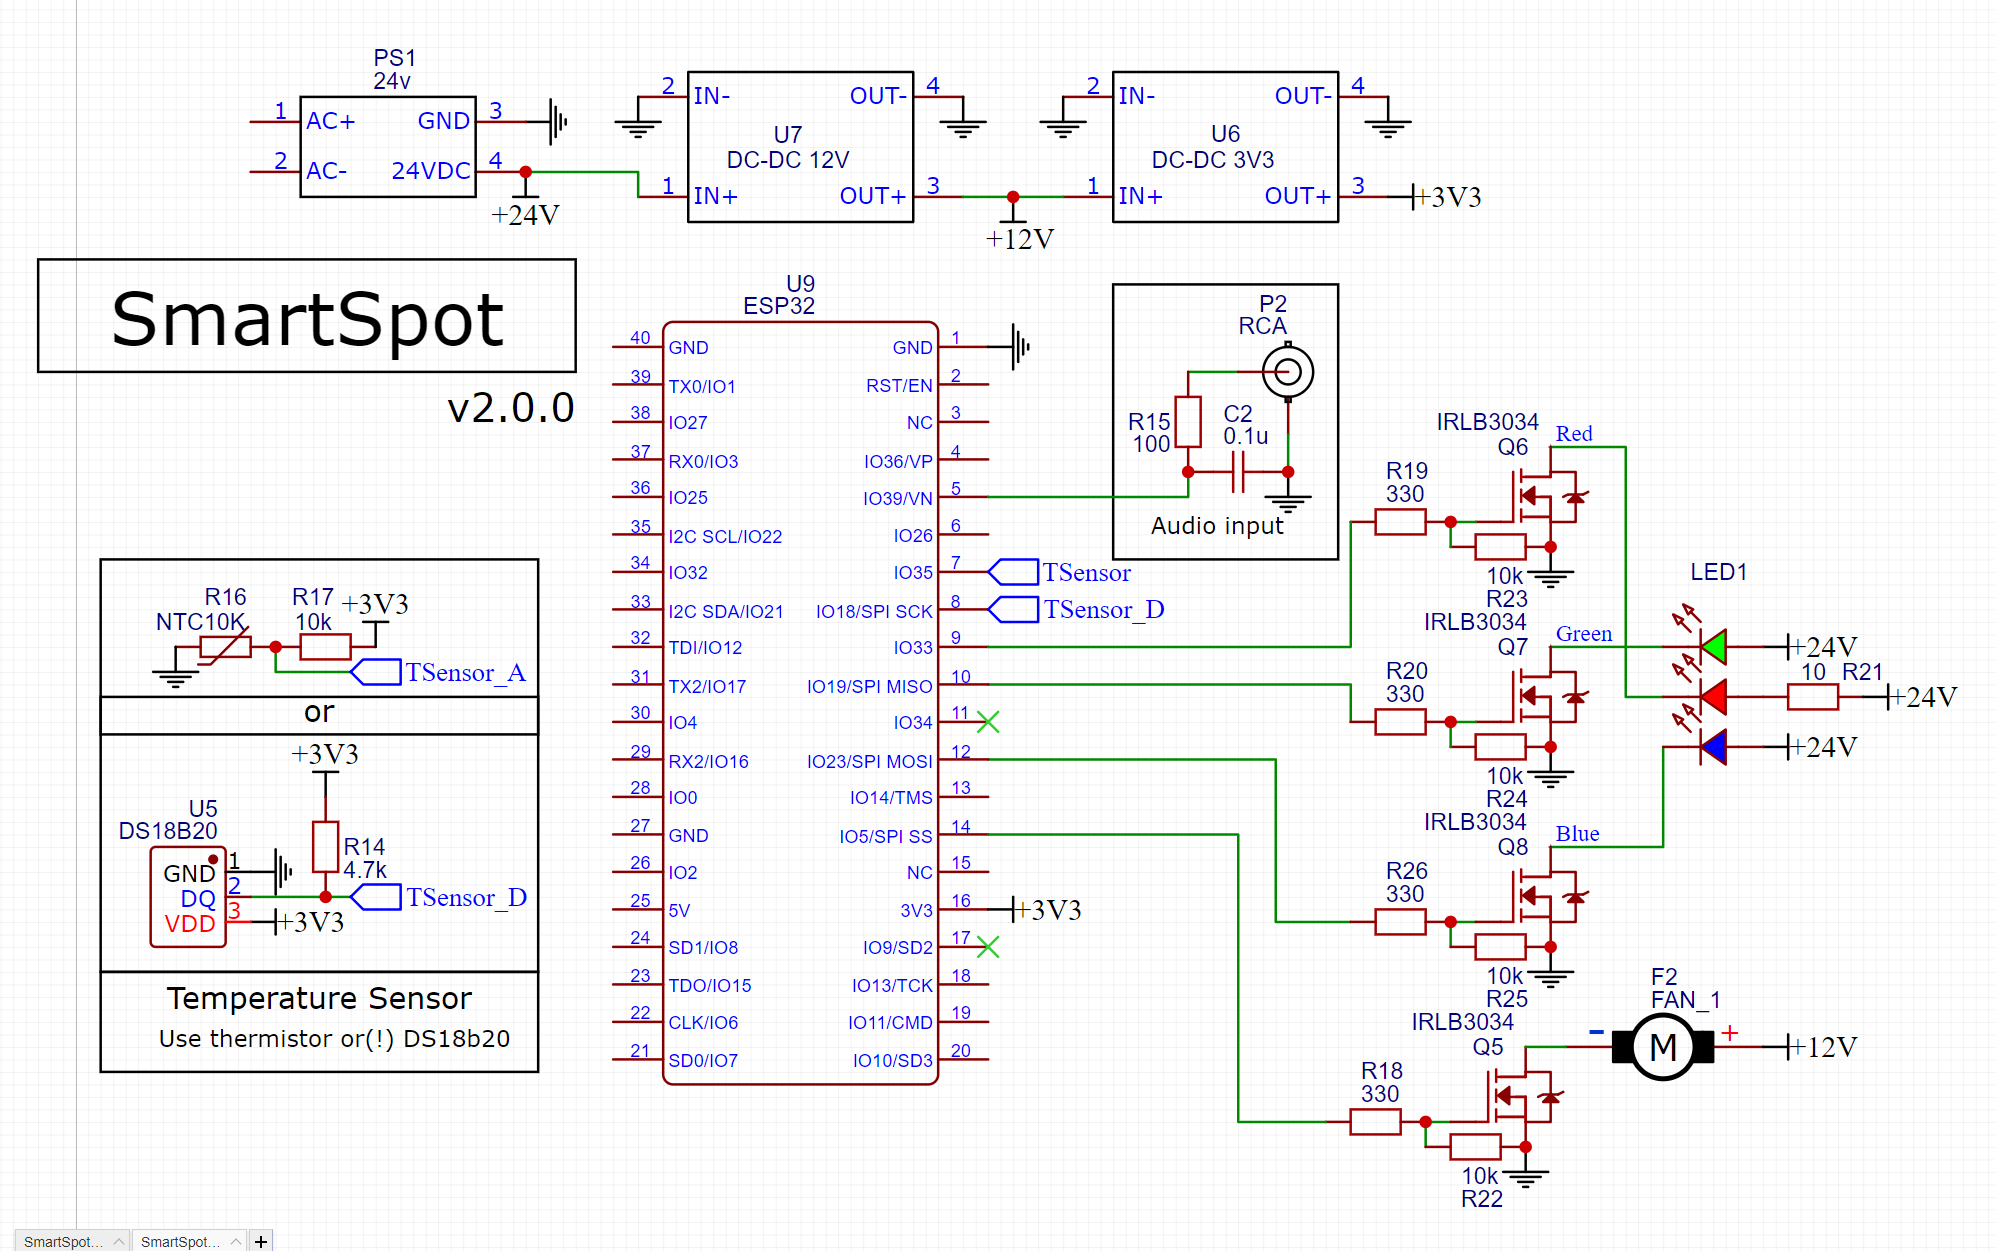 PS1
24v
1 AC+ GND 3
2 AC- 24VDC 4
+24V
2 IN- OUT- 4
U7
DC-DC 12V
1 IN+ OUT+ 3
+12V
2 IN- OUT- 4
U6
DC-DC 3V3
1 IN+ OUT+ 3
+3V3
SmartSpot
v2.0.0
U9
ESP32
40 GND GND 1
39 TX0/IO1 RST/EN 2
38 IO27 NC 3
37 RX0/IO3 IO36/VP 4
36 IO25 IO39/VN 5
35 I2C SCL/IO22 IO26 6
34 IO32 IO35 7
33 I2C SDA/IO21 IO18/SPI SCK 8
32 TDI/IO12 IO33 9
31 TX2/IO17 IO19/SPI MISO 10
30 IO4 IO34 11
29 RX2/IO16 IO23/SPI MOSI 12
28 IO0 IO14/TMS 13
27 GND IO5/SPI SS 14
26 IO2 NC 15
25 5V 3V3 16
24 SD1/IO8 IO9/SD2 17
23 TDO/IO15 IO13/TCK 18
22 CLK/IO6 IO11/CMD 19
21 SD0/IO7 IO10/SD3 20
TSensor
TSensor_D
+3V3
P2
RCA
R15
100
C2
0.1u
Audio input
R16
NTC10K
R17
10k
+3V3
TSensor_A
or
+3V3
U5
DS18B20
R14
4.7k
GND 1
DQ 2
VDD 3
TSensor_D
+3V3
Temperature Sensor
Use thermistor or(!) DS18b20
IRLB3034
Q6
Red
R19
330
10k
R23
IRLB3034
Q7
Green
R20
330
10k
R24
IRLB3034
Q8
Blue
R26
330
10k
R25
IRLB3034
Q5
R18
330
10k
R22
LED1
+24V
10 R21
+24V
+24V
F2
FAN_1
- M +
+12V
SmartSpot...
SmartSpot...
+